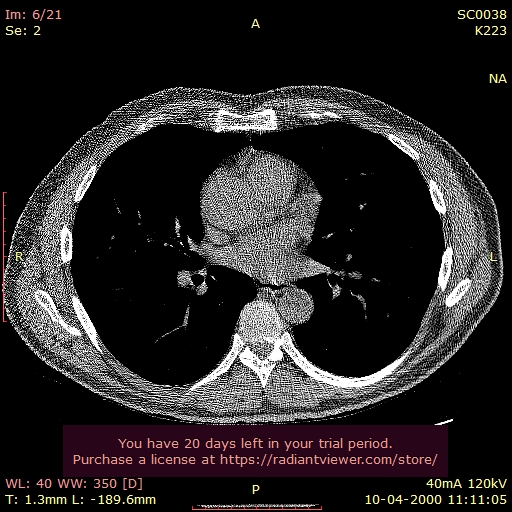 Im: 6/21
Se: 2
A
SC0038
K223
NA
R
L
You have 20 days left in your trial period.
Purchase a license at https://radiantviewer.com/store/
WL: 40 WW: 350 [D]
T: 1.3mm L: -189.6mm
P
40mA 120kV
10-04-2000 11:11:05